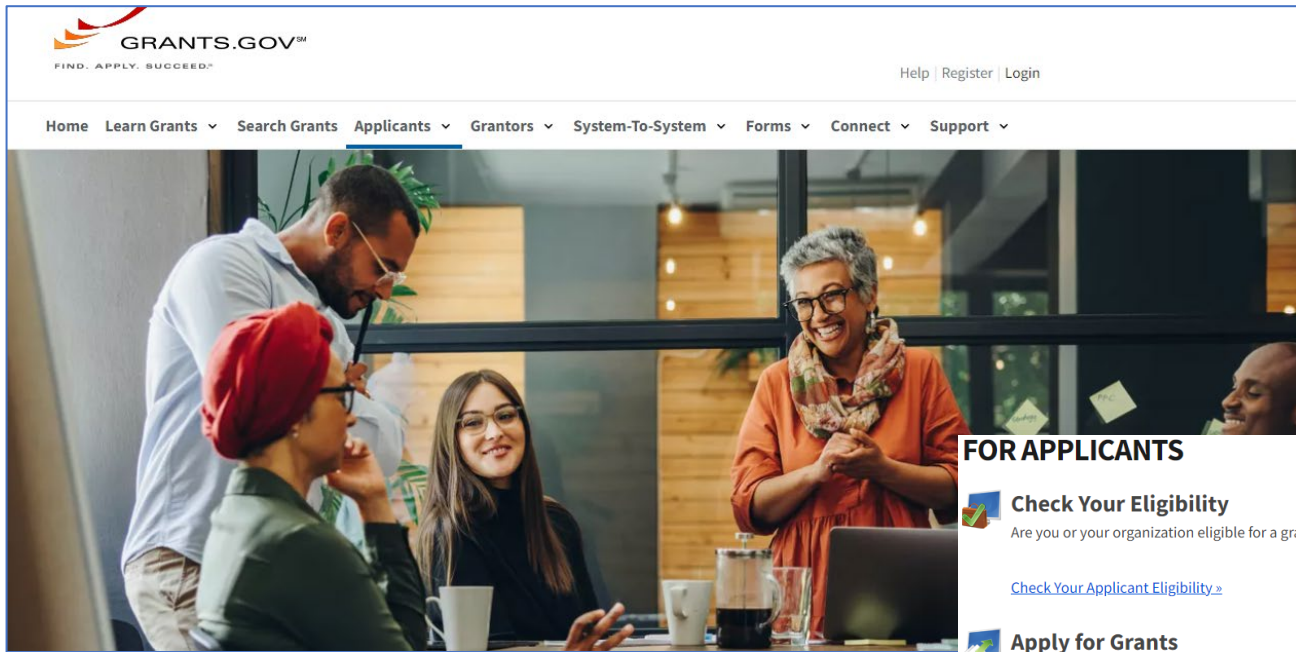 GRANTS.GOV℠
FIND. APPLY. SUCCEED.℠
Help | Register | Login
Home Learn Grants Search Grants Applicants Grantors System-To-System Forms Connect Support
FOR APPLICANTS
Check Your Eligibility
Are you or your organization eligible for a
Check Your Applicant Eligibility »
Apply for Grants